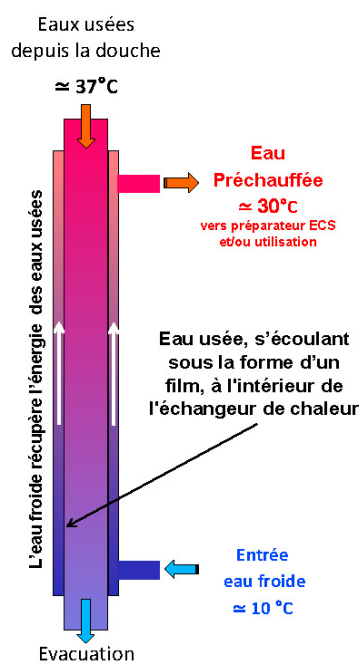 Eaux usées
depuis la douche
≃ 37°C
Eau
Préchauffée
≃ 30°C
vers préparateur ECS
et/ou utilisation
L'eau froide récupère l'énergie des eaux usées
Eau usée, s'écoulant
sous la forme d'un
film, à l'intérieur de
l'échangeur de chaleur
Entrée
eau froide
≃ 10 °C
Evacuation